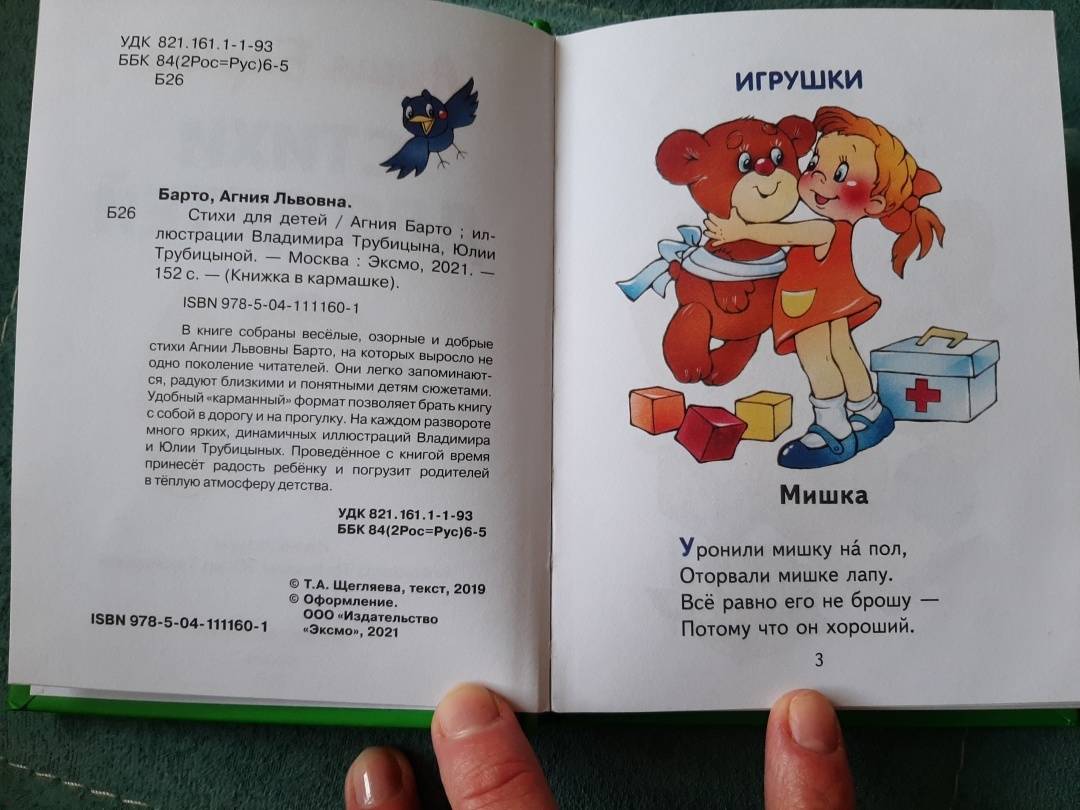 УДК 821.161.1-1-93
ББК 84(2Рос=Рус)6-5
Б26
Барто, Агния Львовна.
Б26 Стихи для детей / Агния Барто ; ил-
люстрации Владимира Трубицына, Юлии
Трубицыной. — Москва : Эксмо, 2021. —
152 с. — (Книжка в кармашке).
ISBN 978-5-04-111160-1
В книге собраны весёлые, озорные и добрые
стихи Агнии Львовны Барто, на которых выросло не
одно поколение читателей. Они легко запоминают-
ся, радуют близкими и понятными детям сюжетами.
Удобный «карманный» формат позволяет брать книгу
с собой в дорогу и на прогулку. На каждом развороте
много ярких, динамичных иллюстраций Владимира
и Юлии Трубицыных. Проведённое с книгой время
принесёт радость ребёнку и погрузит родителей
в тёплую атмосферу детства.
УДК 821.161.1-1-93
ББК 84(2Рос=Рус)6-5
© Т.А. Щегляева, текст, 2019
© Оформление.
ООО «Издательство
«Эксмо», 2021
ISBN 978-5-04-111160-1
ИГРУШКИ
Мишка
Уронили мишку на́ пол,
Оторвали мишке лапу.
Всё равно его не брошу —
Потому что он хороший.
3